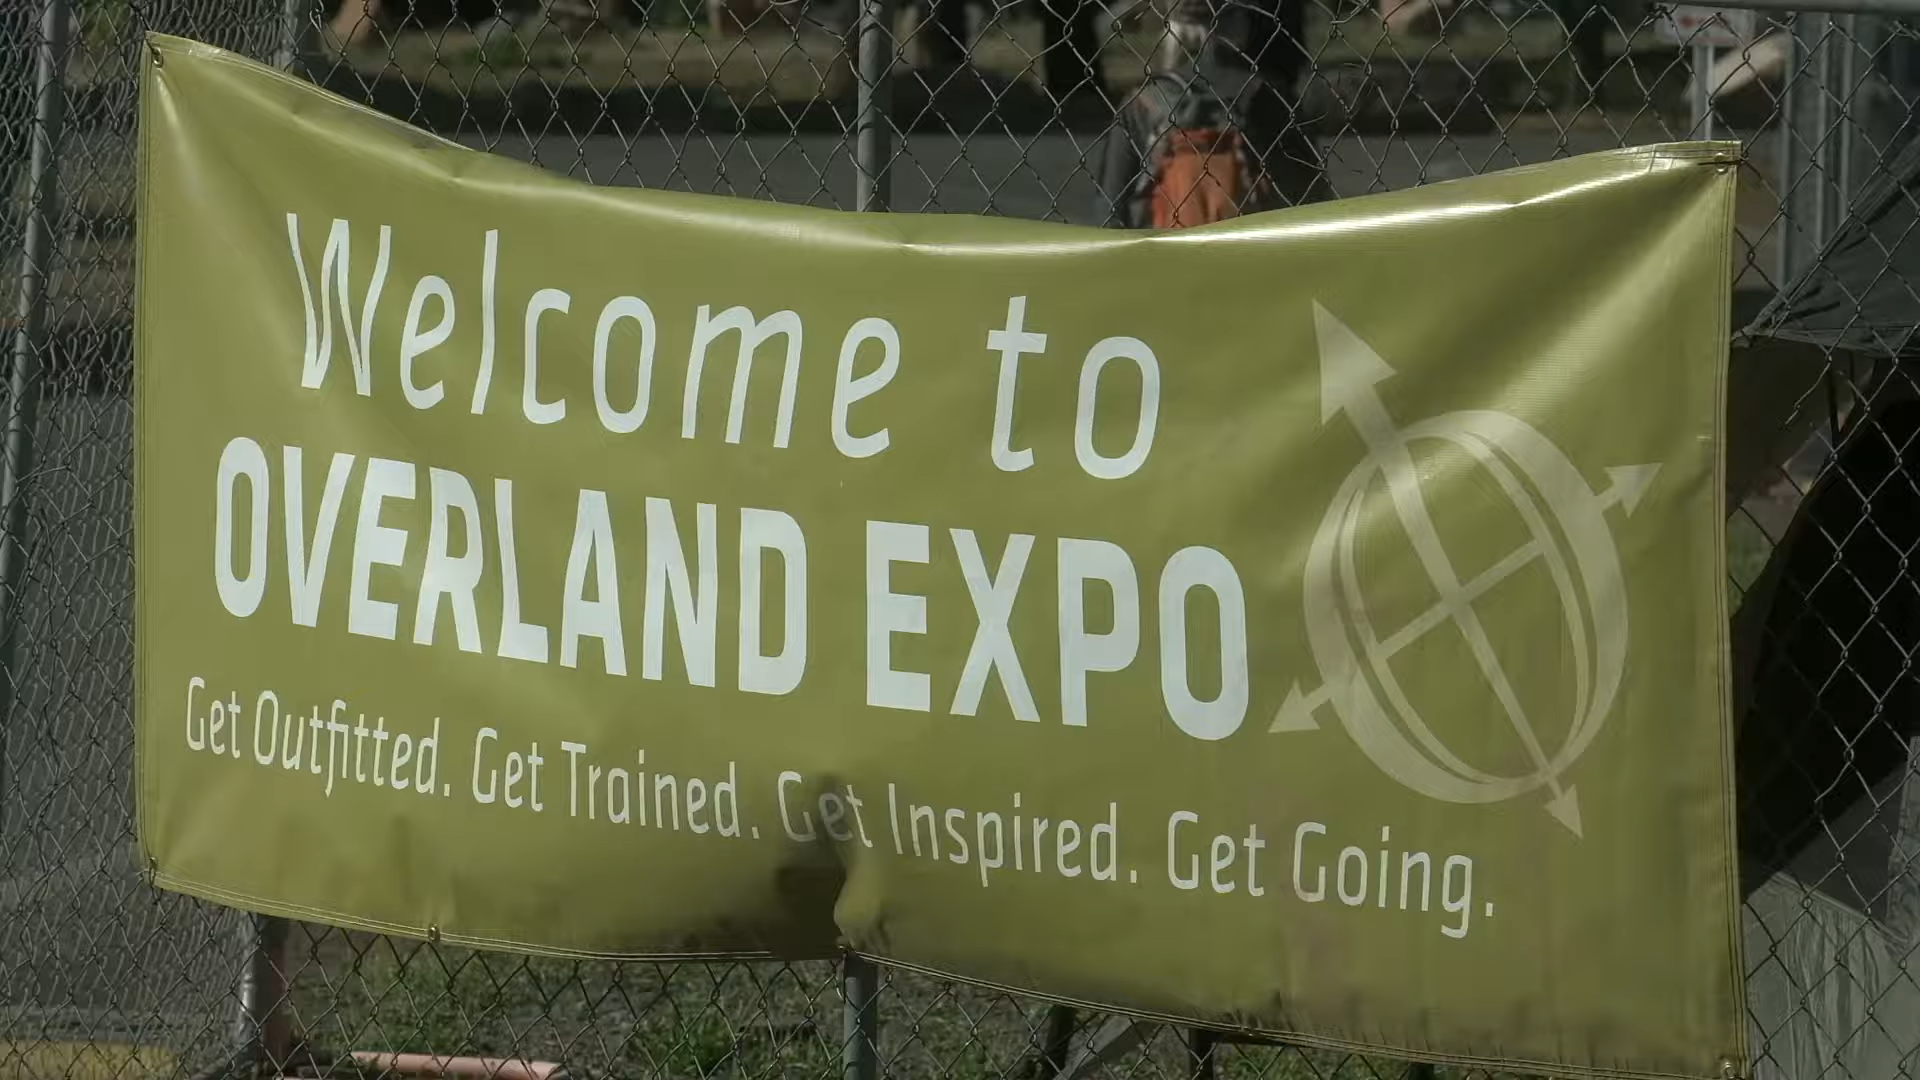 Welcome to
OVERLAND EXPO
Get Outfitted. Get Trained. Get Inspired. Get Going.